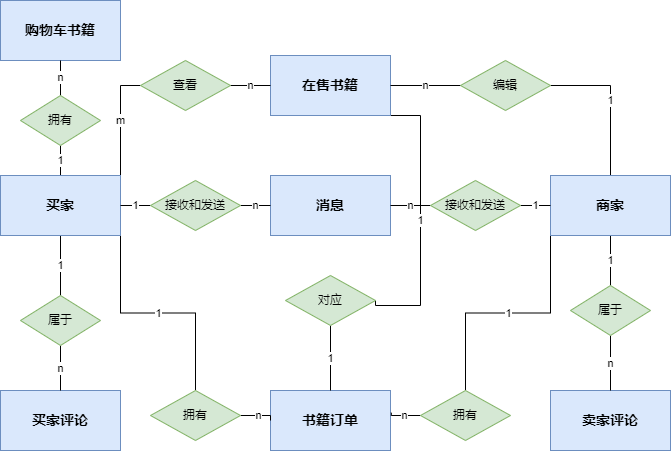 购物车书籍
n
拥有
1
查看
n
在售书籍
n
编辑
m
1
买家
1
接收和发送
n
消息
n
接收和发送
1
商家
1
1
1
属于
对应
1
1
属于
n
1
n
买家评论
拥有
n
书籍订单
n
拥有
卖家评论